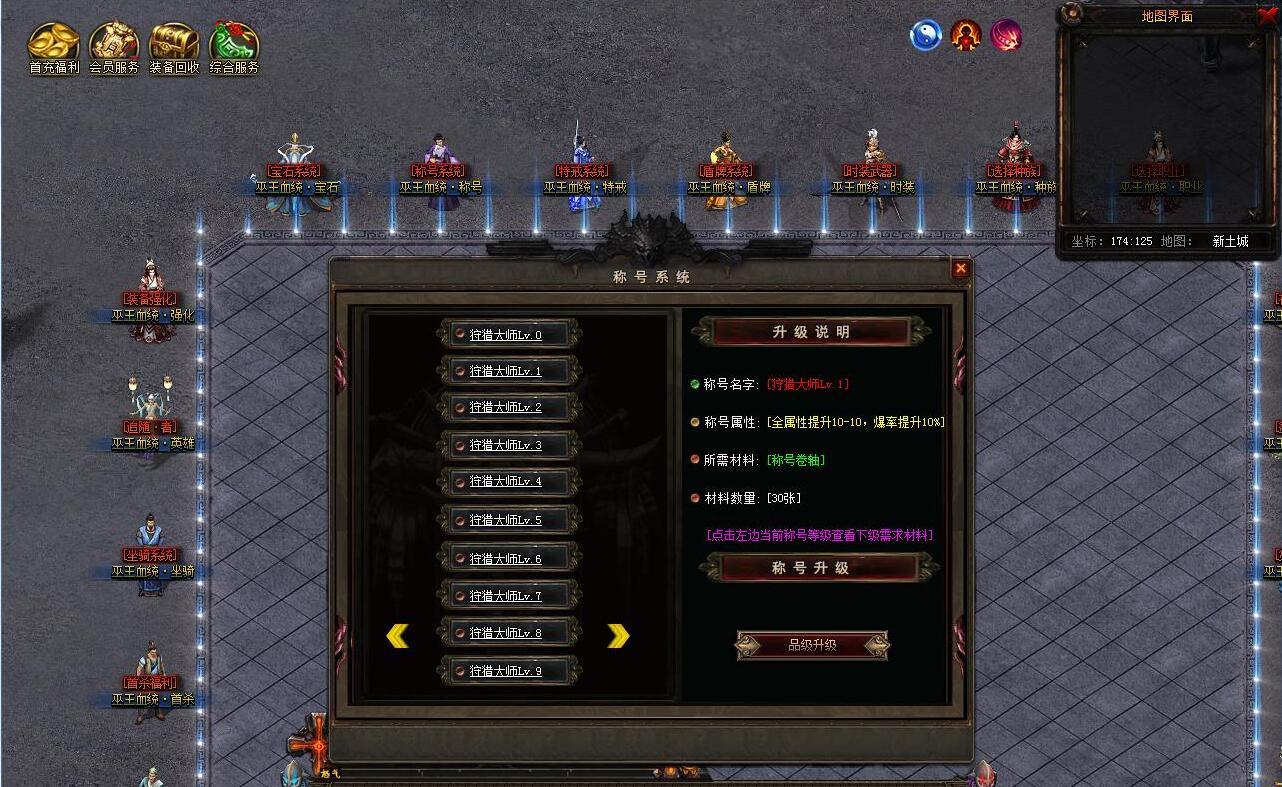 首充福利 会员服务 装备回收 综合服务
地图界面
[宝石系统] [称号系统] [特戒系统] [盾牌系统] [时装武器] [选择种族] [选择职业]
巫王血统·宝石 巫王血统·称号 巫王血统·特戒 巫王血统·盾牌 巫王血统·时装 巫王血统·种族 巫王血统·职业
坐标: 174:125 地图: 新土城
[装备强化]
巫王血统·强化
[追随·者]
巫王血统·英雄
[坐骑系统]
巫王血统·坐骑
[首杀福利]
巫王血统·首杀
称号系统
狩猎大师Lv.0
狩猎大师Lv.1
狩猎大师Lv.2
狩猎大师Lv.3
狩猎大师Lv.4
狩猎大师Lv.5
狩猎大师Lv.6
狩猎大师Lv.7
狩猎大师Lv.8
狩猎大师Lv.9
升级说明
称号名字: [狩猎大师Lv.1]
称号属性: [全属性提升10-10，爆率提升10%]
所需材料: [称号卷轴]
材料数量: [30张]
[点击左边当前称号等级查看下级需求材料]
称号升级
品级升级
怒气